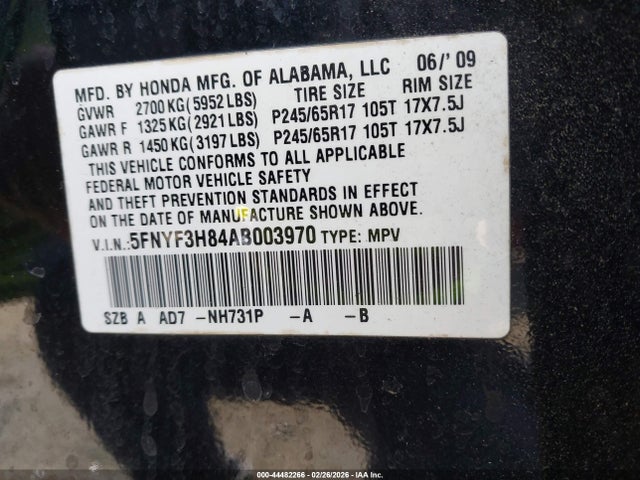 MFD. BY HONDA MFG. OF ALABAMA, LLC 06/'09
GVWR 2700 KG(5952 LBS) TIRE SIZE RIM SIZE
GAWR F 1325 KG(2921 LBS) P245/65R17 105T 17X7.5J
GAWR R 1450 KG(3197 LBS) P245/65R17 105T 17X7.5J
THIS VEHICLE CONFORMS TO ALL APPLICABLE
FEDERAL MOTOR VEHICLE SAFETY
AND THEFT PREVENTION STANDARDS IN EFFECT
ON THE DATE OF MANUFACTURE SHOWN ABOVE.
V.I.N.:5FNYF3H84AB003970 TYPE: MPV
SZB A AD7 -NH731P -A -B
000-44482266 - 02/26/2026 - IAA Inc.